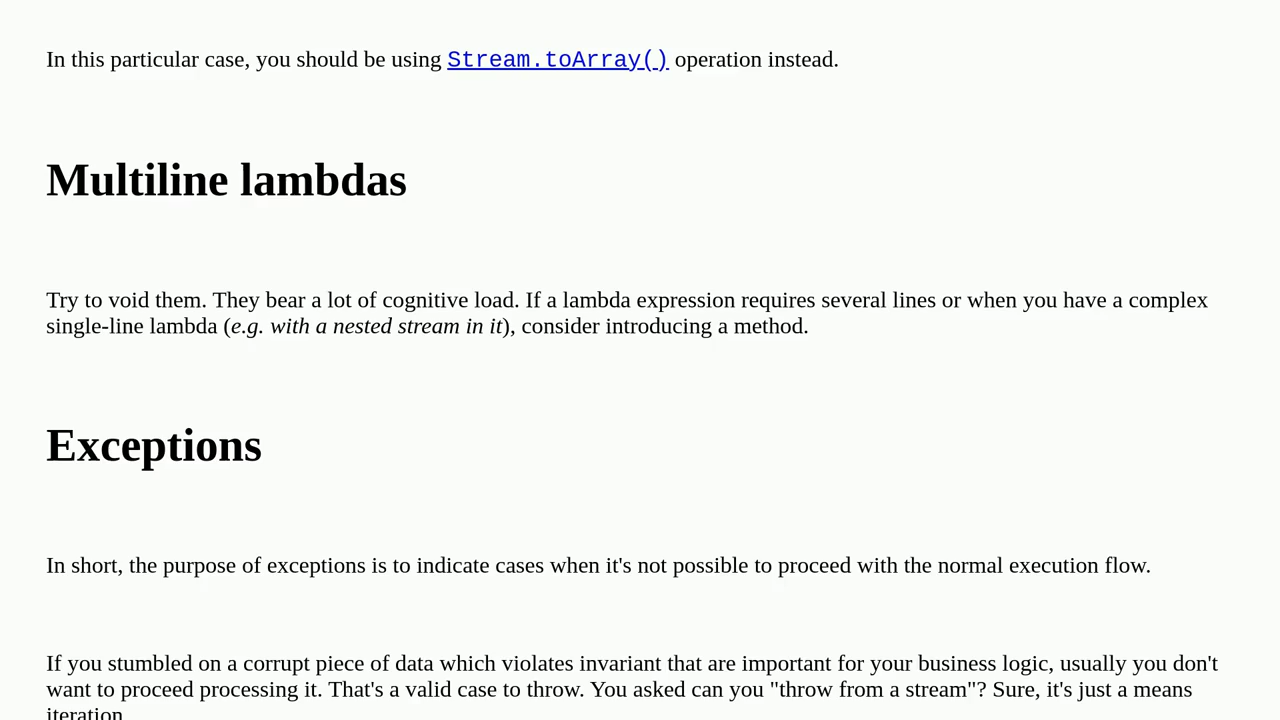 In this particular case, you should be using Stream.toArray() operation instead.
Multiline lambdas
Try to void them. They bear a lot of cognitive load. If a lambda expression requires several lines or when you have a complex
single-line lambda (e.g. with a nested stream in it), consider introducing a method.
Exceptions
In short, the purpose of exceptions is to indicate cases when it's not possible to proceed with the normal execution flow.
If you stumbled on a corrupt piece of data which violates invariant that are important for your business logic, usually you don't
want to proceed processing it. That's a valid case to throw. You asked can you "throw from a stream"? Sure, it's just a means
iteration.